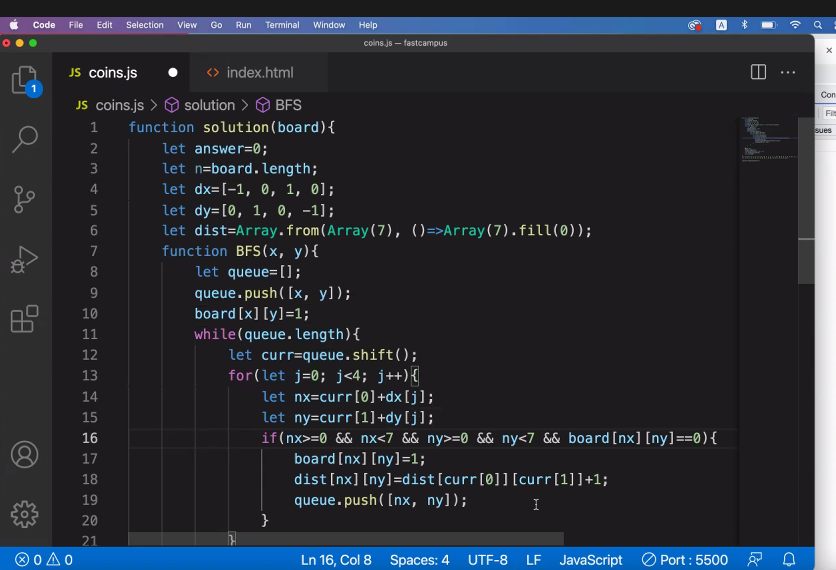 Code File Edit Selection View Go Run Terminal Window Help A
coins.js — fastcampus
JS coins.js <> index.html
Con
JS coins.js > solution > BFS
1
1 function solution(board){
2 let answer=0;
3 let n=board.length;
4 let dx=[-1, 0, 1, 0];
5 let dy=[0, 1, 0, -1];
6 let dist=Array.from(Array(7), ()=>Array(7).fill(0));
7 function BFS(x, y){
8 let queue=[];
9 queue.push([x, y]);
10 board[x][y]=1;
11 while(queue.length){
12 let curr=queue.shift();
13 for(let j=0; j<4; j++){
14 let nx=curr[0]+dx[j];
15 let ny=curr[1]+dy[j];
16 if(nx>=0 && nx<7 && ny>=0 && ny<7 && board[nx][ny]==0){
17 board[nx][ny]=1;
18 dist[nx][ny]=dist[curr[0]][curr[1]]+1;
19 queue.push([nx, ny]);
20 }
21 }
0 0 Ln 16, Col 8 Spaces: 4 UTF-8 LF JavaScript Port : 5500